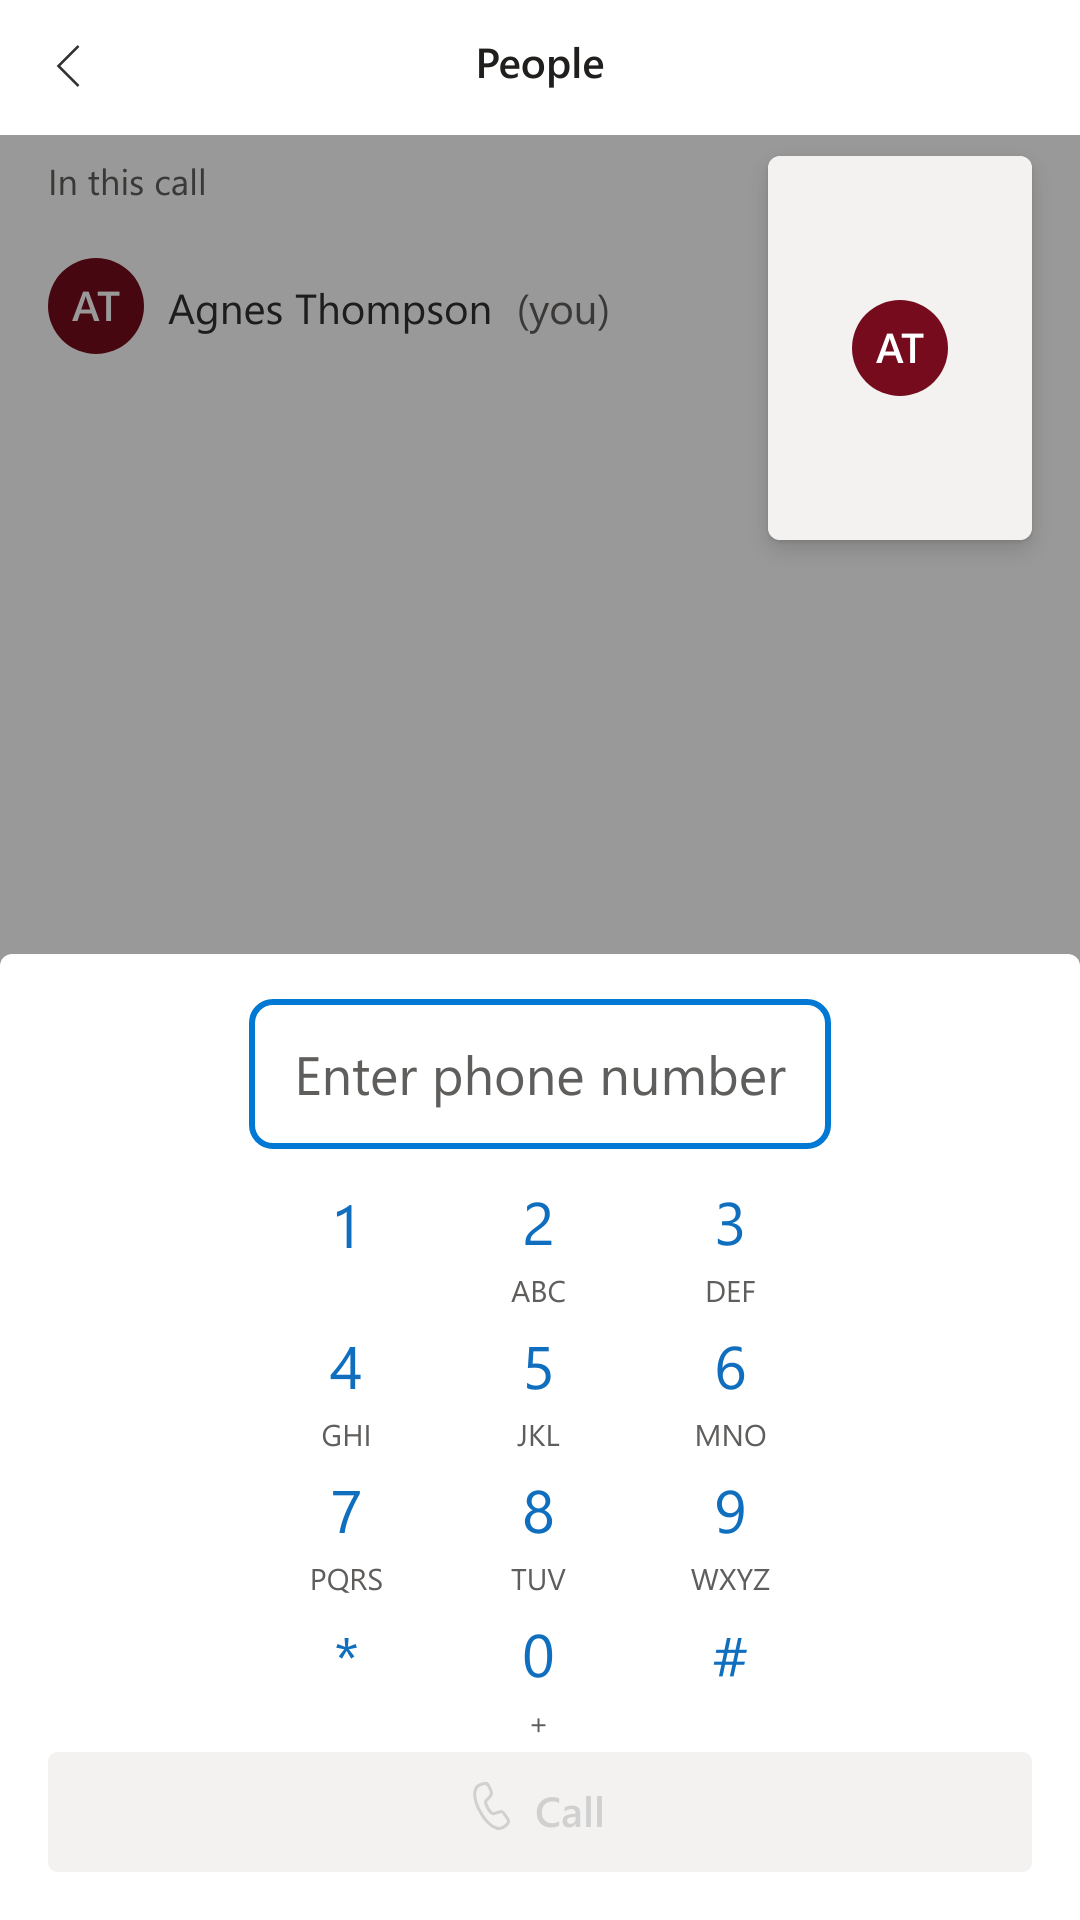 People
In this call
AT Agnes Thompson (you)
AT
Enter phone number
1 2 3
ABC DEF
4 5 6
GHI JKL MNO
7 8 9
PQRS TUV WXYZ
* 0 #
+
Call